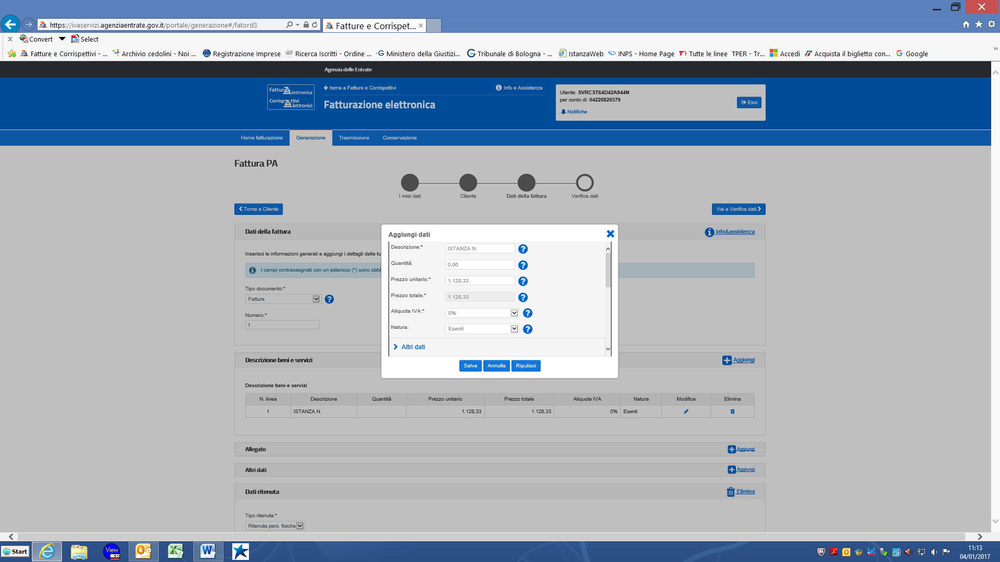 https://ivaservizi.agenziaentrate.gov.it/portale/generazione#/fatord3
Fatture e Corrispet...
Convert Select
Fatture e Corrispettivi - ... Archivio cedolini - Noi ... Registrazione Imprese Ricerca Iscritti - Ordine ... Ministero della Giustizi... Tribunale di Bologna - ... IstanzaWeb INPS - Home Page Tutte le linee TPER - Tr... Accedi Acquista il biglietto con... Google
Agenzia delle Entrate
Fattur lettronica
Corrisp ttivi
lettronici
torna a Fatture e Corrispettivi
Info e Assistenza
Fatturazione elettronica
Utente: SVRCST64D42A944N
per conto di: 04220820379
Notifiche
Esci
Home fatturazione Generazione Trasmissione Conservazione
Fattura PA
I miei dati Cliente Dati della fattura Verifica dati
Torna a Cliente
Vai a Verifica dati
Dati della fattura
Info&assistenza
Inserisci le informazioni generali e aggiungi i dettagli della tu
I campi contrassegnati con un asterisco (*) sono obbli
Tipo documento:*
Fattura
Numero:*
1
Aggiungi dati
Descrizione:* ISTANZA N.
Quantità: 0,00
Prezzo unitario:* 1.128,33
Prezzo totale:* 1.128,33
Aliquota IVA:* 0%
Natura: Esenti
Altri dati
Salva Annulla Ripulisci
Descrizione beni e servizi
Aggiungi
Descrizione beni e servizi
N. linea Descrizione Quantità Prezzo unitario Prezzo totale Aliquota IVA Natura Modifica Elimina
1 ISTANZA N. 1.128,33 1.128,33 0% Esenti
Allegato
Aggiungi
Altri dati
Aggiungi
Dati ritenuta
Elimina
Tipo ritenuta:*
Ritenuta pers. fisiche
Start
View
N1
11:13
04/01/2017